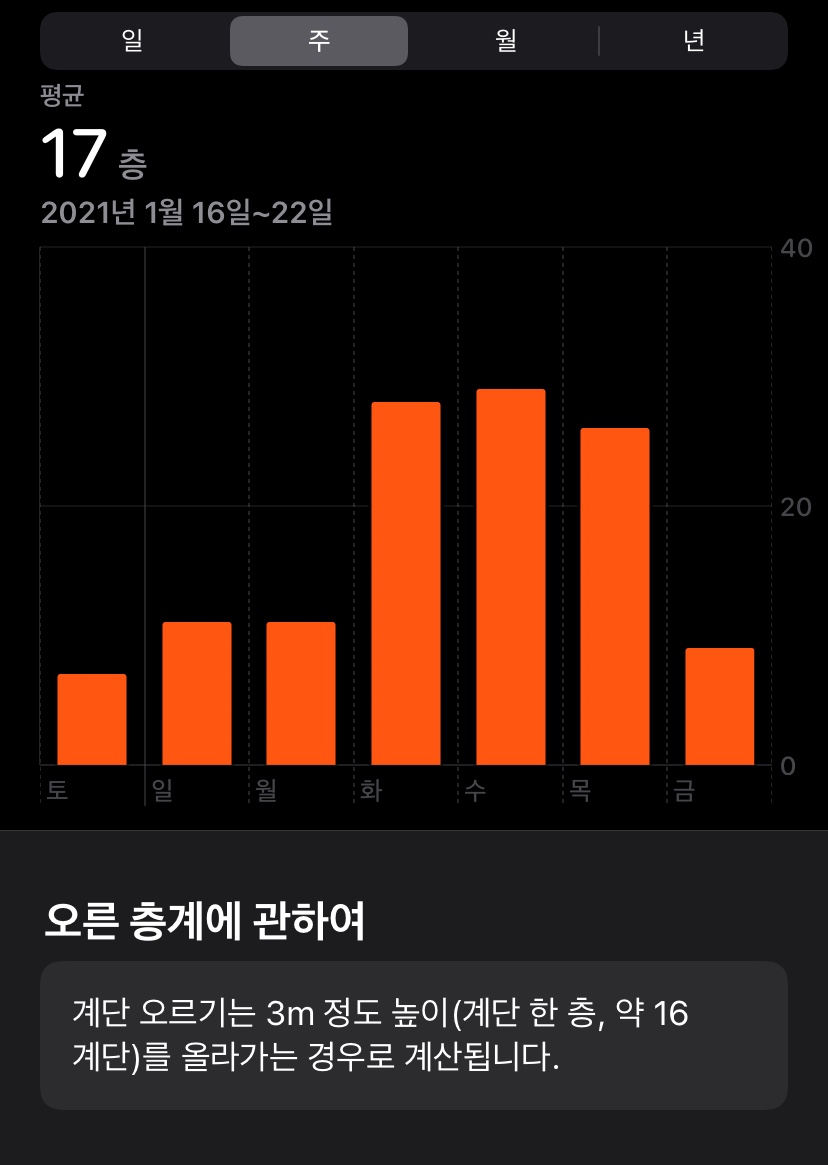 일 주 월 년
평균
17 층
2021년 1월 16일~22일
40
20
0
토 일 월 화 수 목 금
오른 층계에 관하여
계단 오르기는 3m 정도 높이(계단 한 층, 약 16
계단)를 올라가는 경우로 계산됩니다.